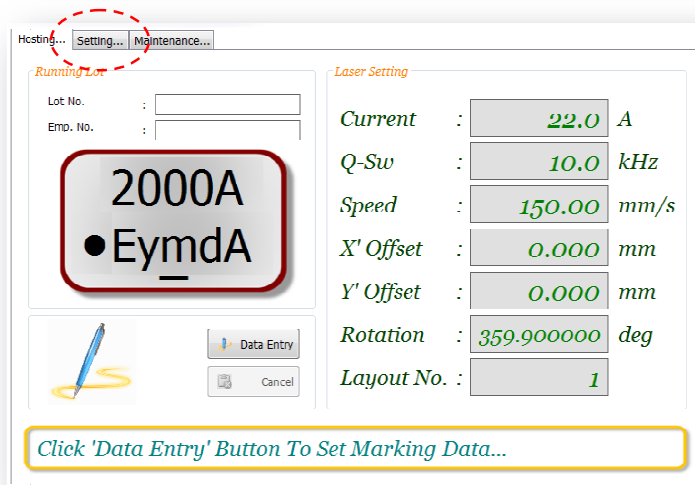 Hosting... Setting... Maintenance...
Running Lot
Lot No. :
Emp. No. :
2000A
●EymdA
Data Entry
Cancel
Laser Setting
Current : 22.0 A
Q-Sw : 10.0 kHz
Speed : 150.00 mm/s
X' Offset : 0.000 mm
Y' Offset : 0.000 mm
Rotation : 359.900000 deg
Layout No. : 1
Click 'Data Entry' Button To Set Marking Data...